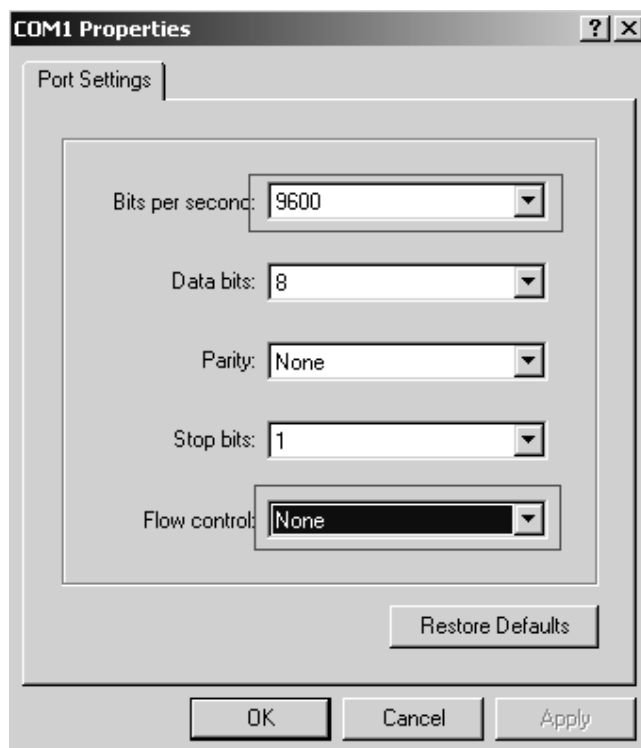 COM1 Properties
Port Settings
Bits per second: 9600
Data bits: 8
Parity: None
Stop bits: 1
Flow control: None
Restore Defaults
OK Cancel Apply